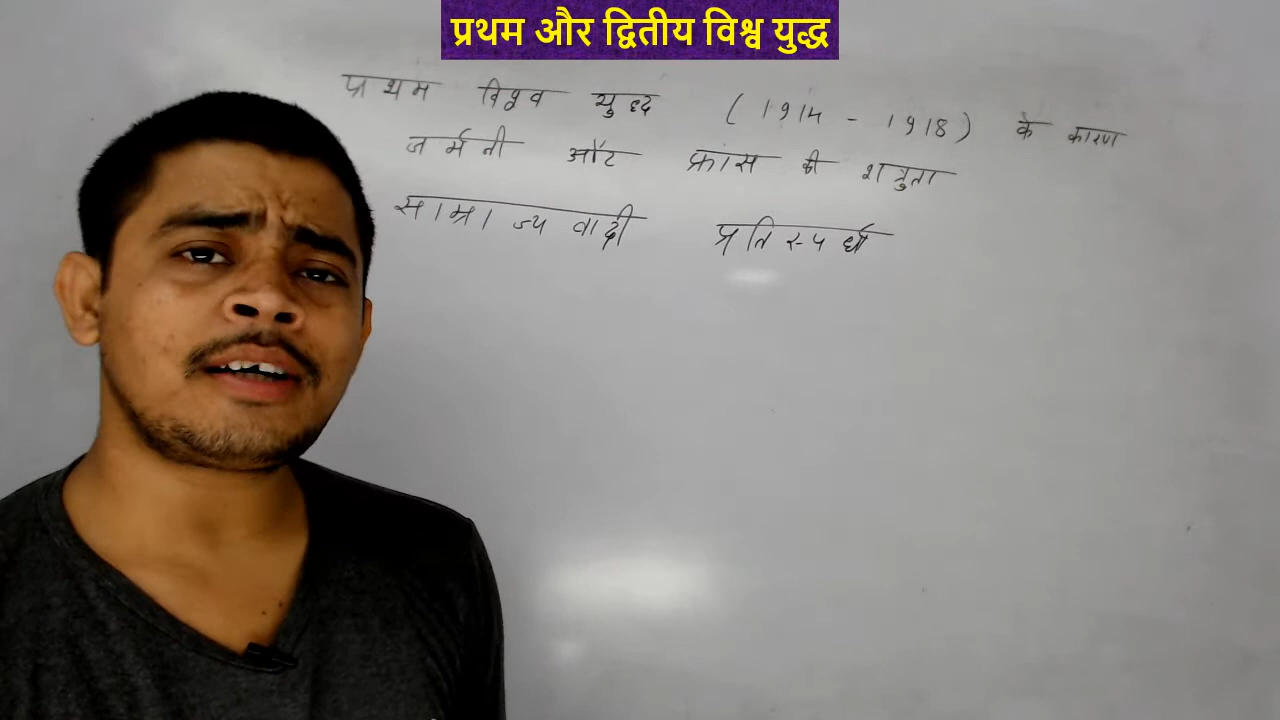 प्रथम और द्वितीय विश्व युद्ध
प्रथम विश्व युद्ध (1914 - 1918) के कारण
जर्मनी और फ्रांस की शत्रुता
साम्राज्यवादी प्रतिस्पर्धा